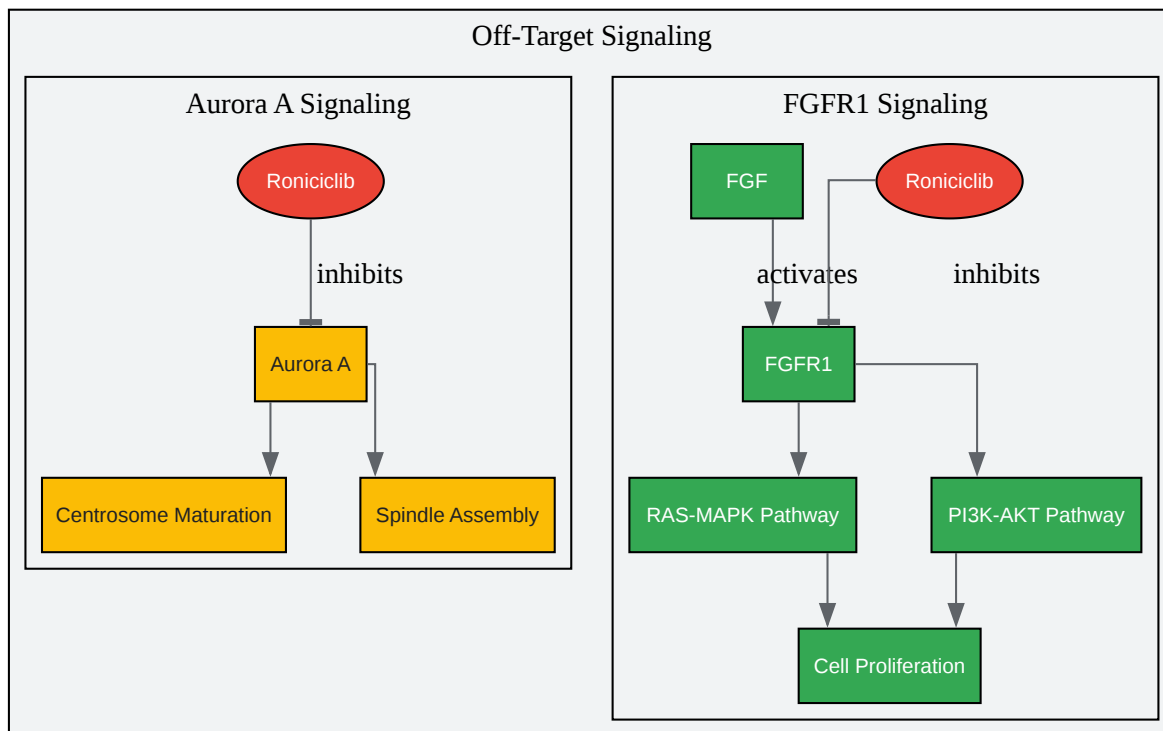 Off-Target Signaling
Aurora A Signaling
Roniciclib
inhibits
Aurora A
Centrosome Maturation
Spindle Assembly
FGFR1 Signaling
FGF
Roniciclib
activates
inhibits
FGFR1
RAS-MAPK Pathway
PI3K-AKT Pathway
Cell Proliferation